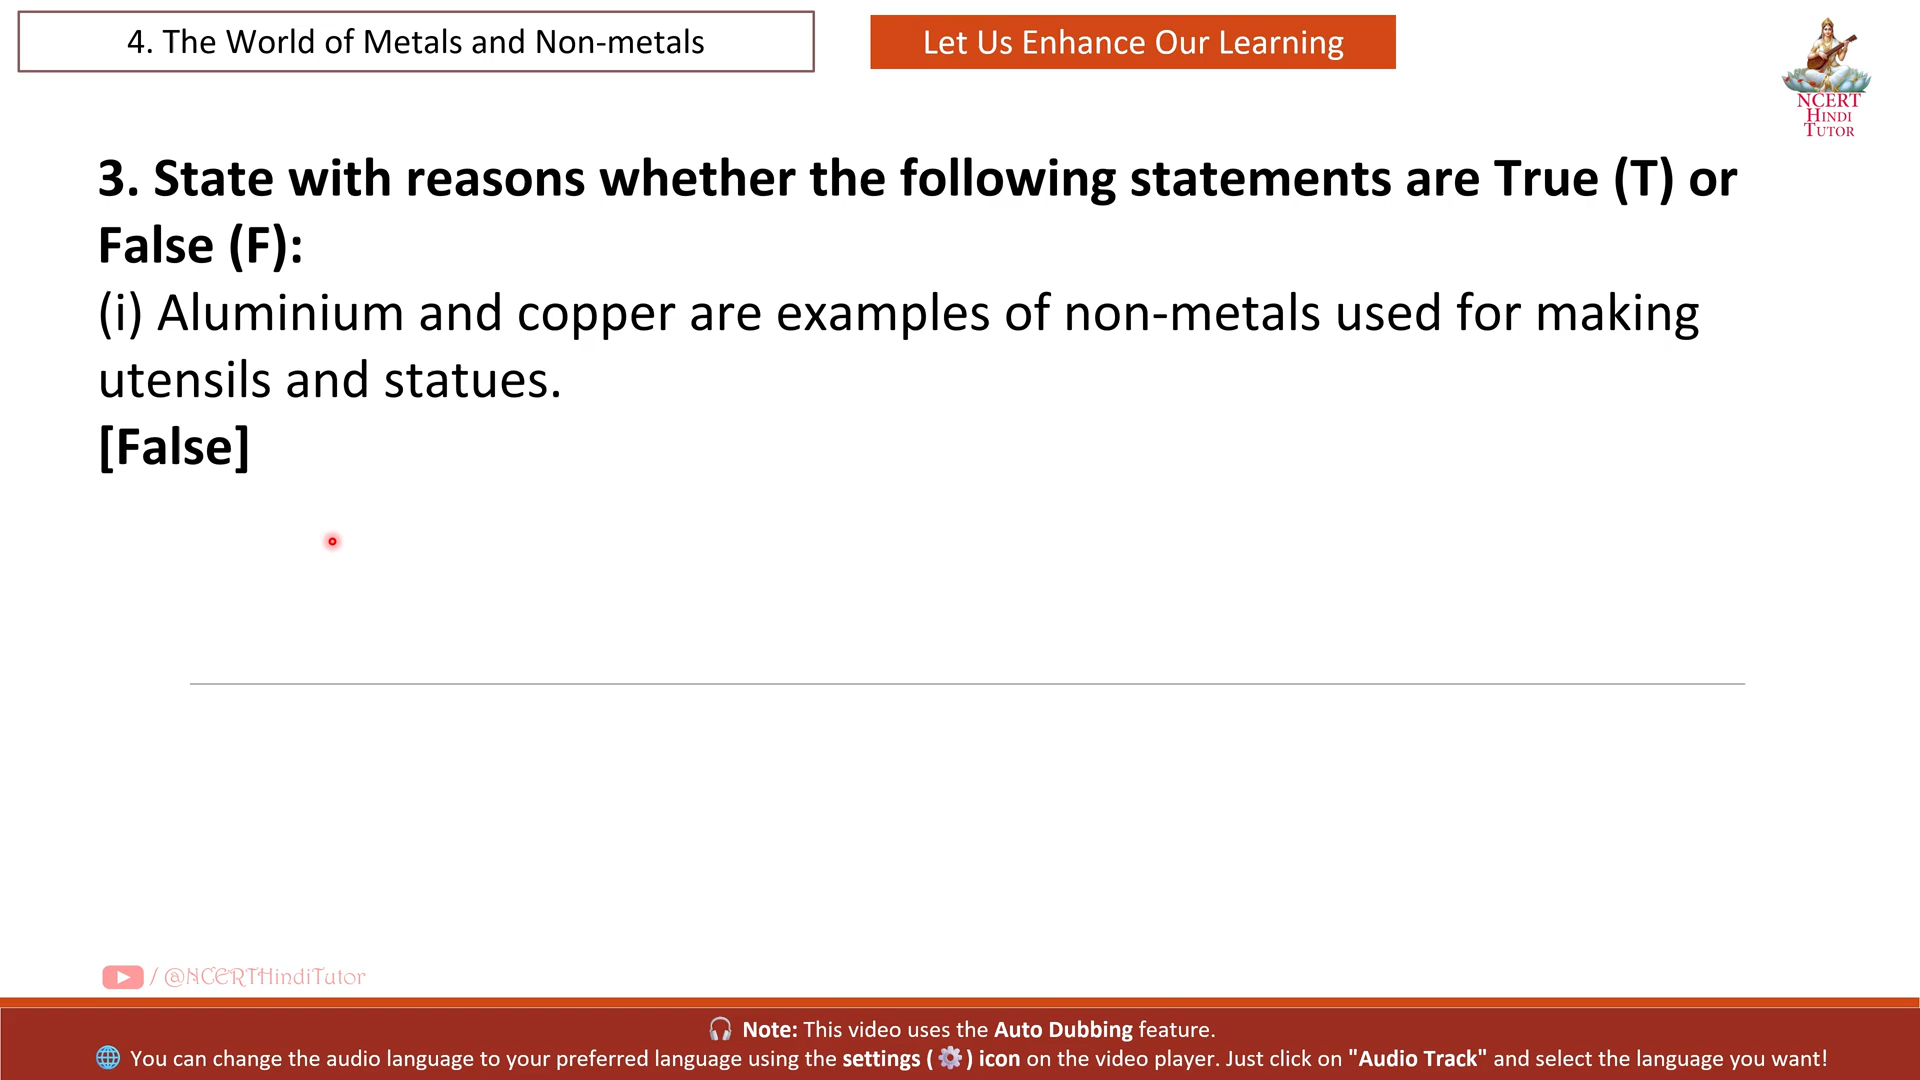 4. The World of Metals and Non-metals
Let Us Enhance Our Learning
NCERT
HINDI
TUTOR
3. State with reasons whether the following statements are True (T) or
False (F):
(i) Aluminium and copper are examples of non-metals used for making
utensils and statues.
[False]
/ @NCERTHindiTutor
🎧 Note: This video uses the Auto Dubbing feature.
🌐 You can change the audio language to your preferred language using the settings ( ⚙️ ) icon on the video player. Just click on "Audio Track" and select the language you want!